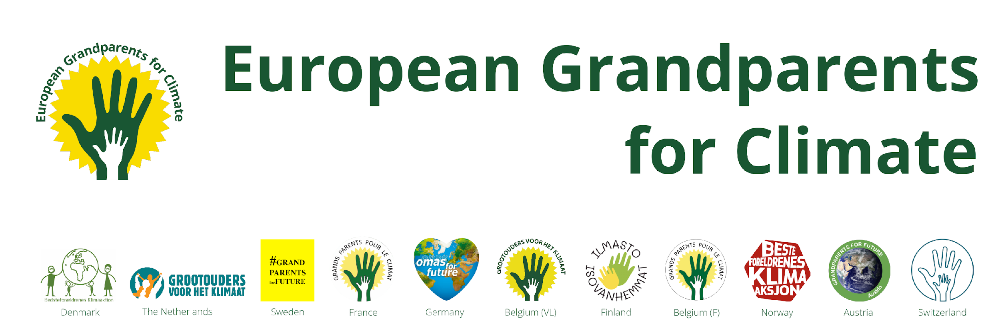 European Grandparents for Climate
European Grandparents
for Climate
Bedsteforældrenes Klimaaktion
Denmark
GROOTOUDERS
VOOR HET KLIMAAT
The Netherlands
#GRAND
PARENTS
for FUTURE
Sweden
GRANDS PARENTS POUR LE CLIMAT
France
omas
omas
for
future
Germany
GROOTOUDERS VOOR HET KLIMAAT
Belgium (VL)
ILMASTO
ISOVANHEMMAT
Finland
GRANDS PARENTS POUR LE CLIMAT
Belgium (F)
BESTE
FORELDRENES
KLIMA
AKSJON
Norway
GRANDPARENTS FOR FUTURE
Austria
Austria
Switzerland